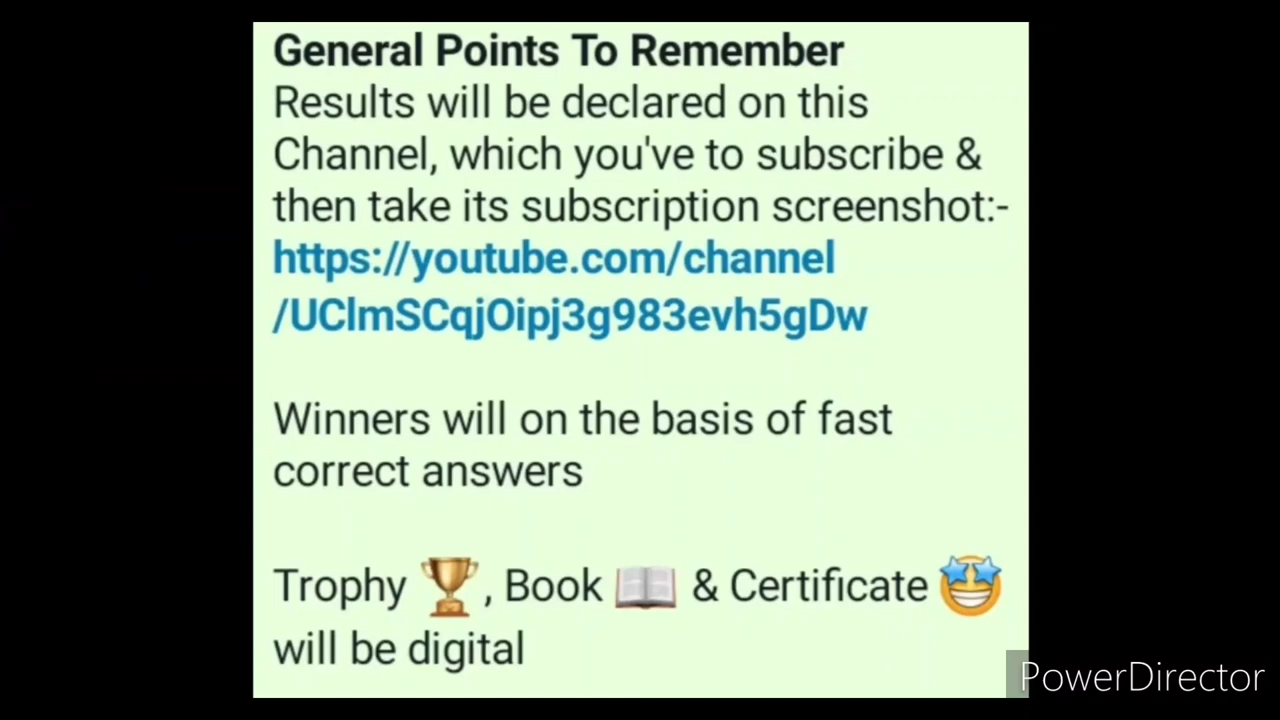 General Points To Remember
Results will be declared on this
Channel, which you've to subscribe &
then take its subscription screenshot:-
https://youtube.com/channel
/UClmSCqjOipj3g983evh5gDw
Winners will on the basis of fast
correct answers
Trophy 🏆, Book 📖 & Certificate 🤩
will be digital
PowerDirector